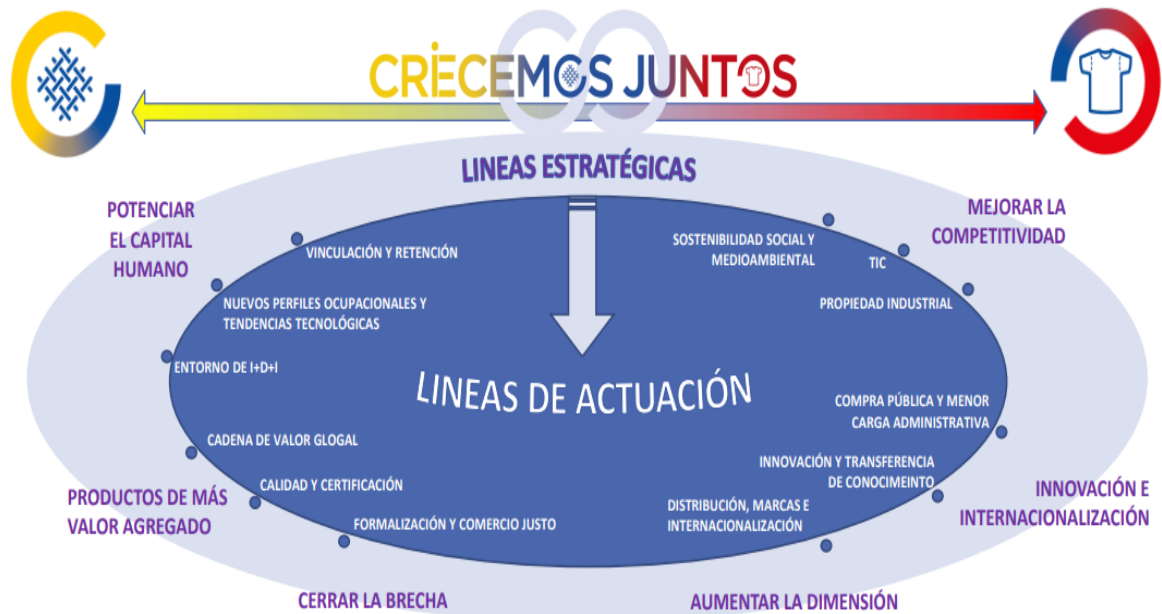 CRECEMOS JUNTOS
LINEAS ESTRATÉGICAS
POTENCIAR
EL CAPITAL
HUMANO
MEJORAR LA
COMPETITIVIDAD
VINCULACIÓN Y RETENCIÓN
NUEVOS PERFILES OCUPACIONALES Y
TENDENCIAS TECNOLÓGICAS
ENTORNO DE I+D+I
SOSTENIBILIDAD SOCIAL Y
MEDIOAMBIENTAL
TIC
PROPIEDAD INDUSTRIAL
LINEAS DE ACTUACIÓN
CADENA DE VALOR GLOGAL
CALIDAD Y CERTIFICACIÓN
FORMALIZACIÓN Y COMERCIO JUSTO
COMPRA PÚBLICA Y MENOR
CARGA ADMINISTRATIVA
INNOVACIÓN Y TRANSFERENCIA
DE CONOCIMEINTO
DISTRIBUCIÓN, MARCAS E
INTERNACIONALIZACIÓN
PRODUCTOS DE MÁS
VALOR AGREGADO
INNOVACIÓN E
INTERNACIONALIZACIÓN
CERRAR LA BRECHA
AUMENTAR LA DIMENSIÓN